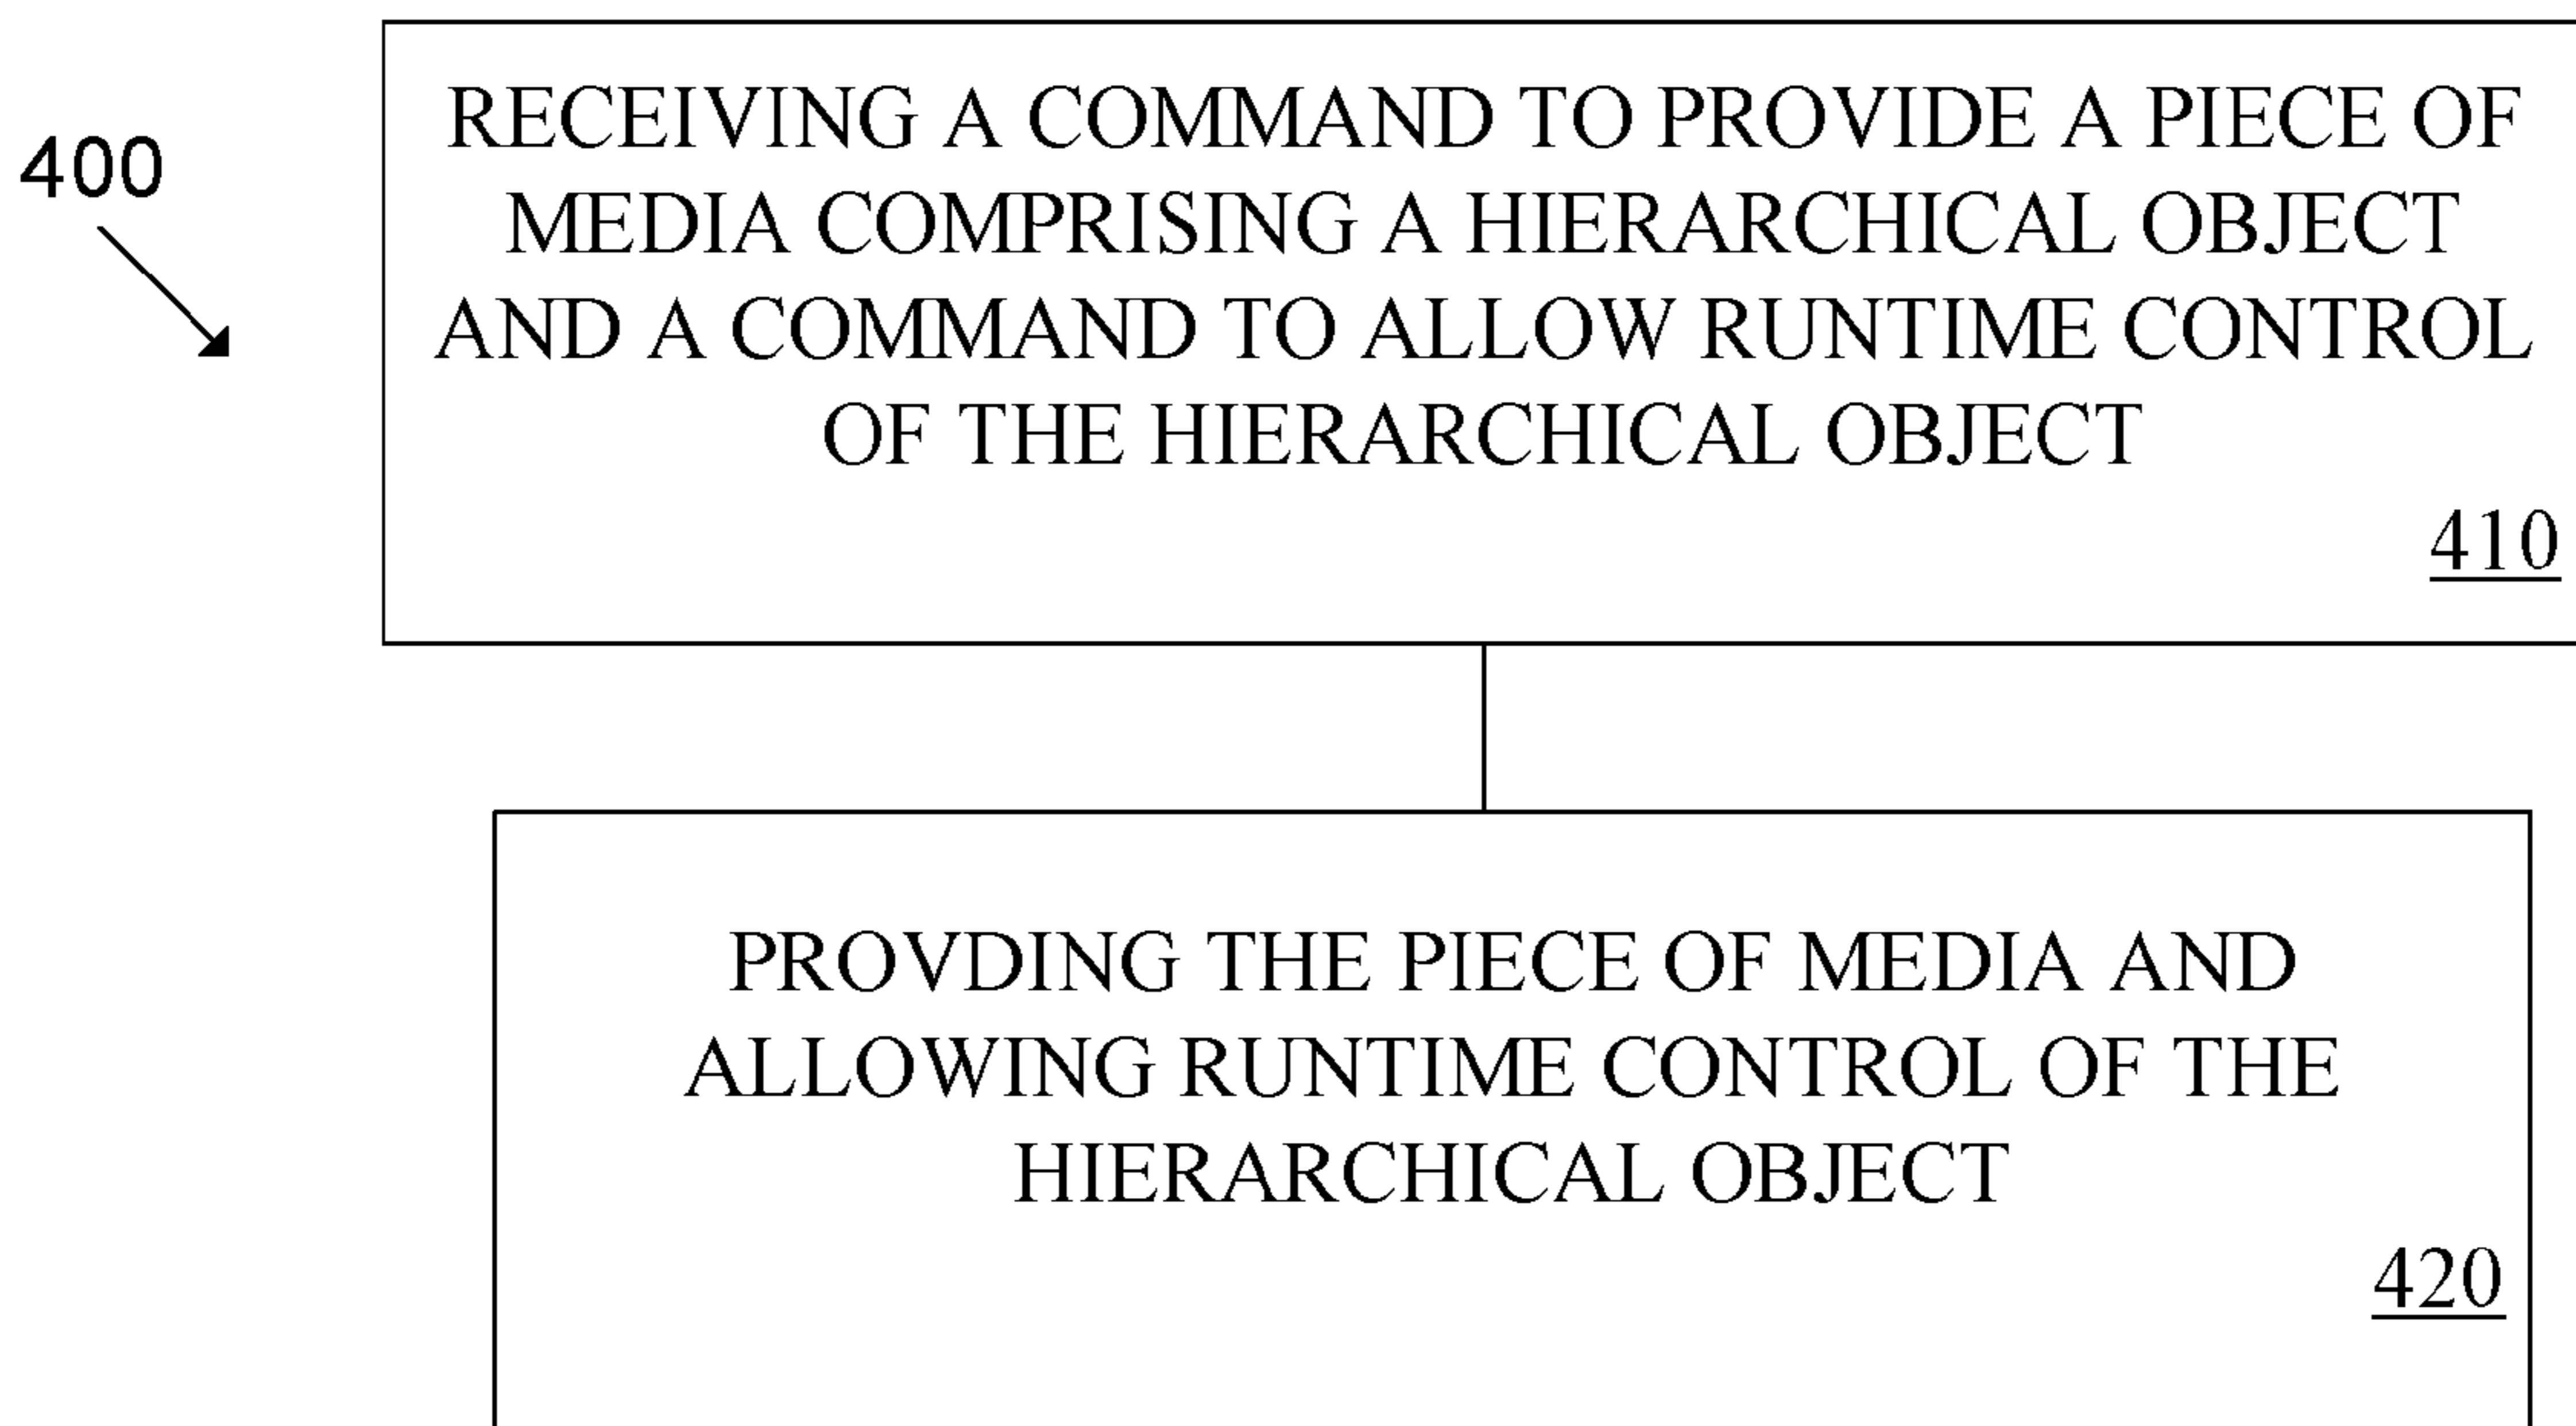 400
RECEIVING A COMMAND TO PROVIDE A PIECE OF
MEDIA COMPRISING A HIERARCHICAL OBJECT
AND A COMMAND TO ALLOW RUNTIME CONTROL
OF THE HIERARCHICAL OBJECT
410
PROVDING THE PIECE OF MEDIA AND
ALLOWING RUNTIME CONTROL OF THE
HIERARCHICAL OBJECT
420